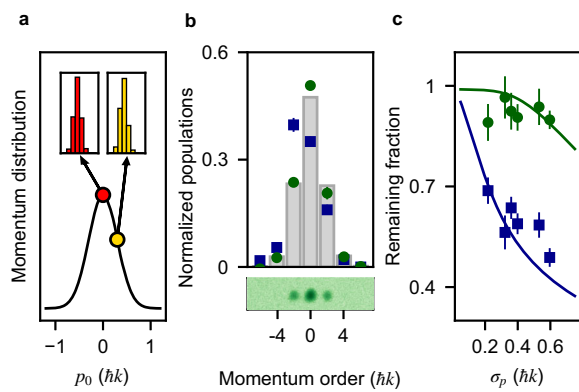 a
Momentum distribution
−1
0
1
p₀ (ħk)
b
Normalized populations
0.6
0.3
0
-4
0
4
Momentum order (ħk)
c
Remaining fraction
1
0.7
0.4
0.2
0.4
0.6
σₚ (ħk)